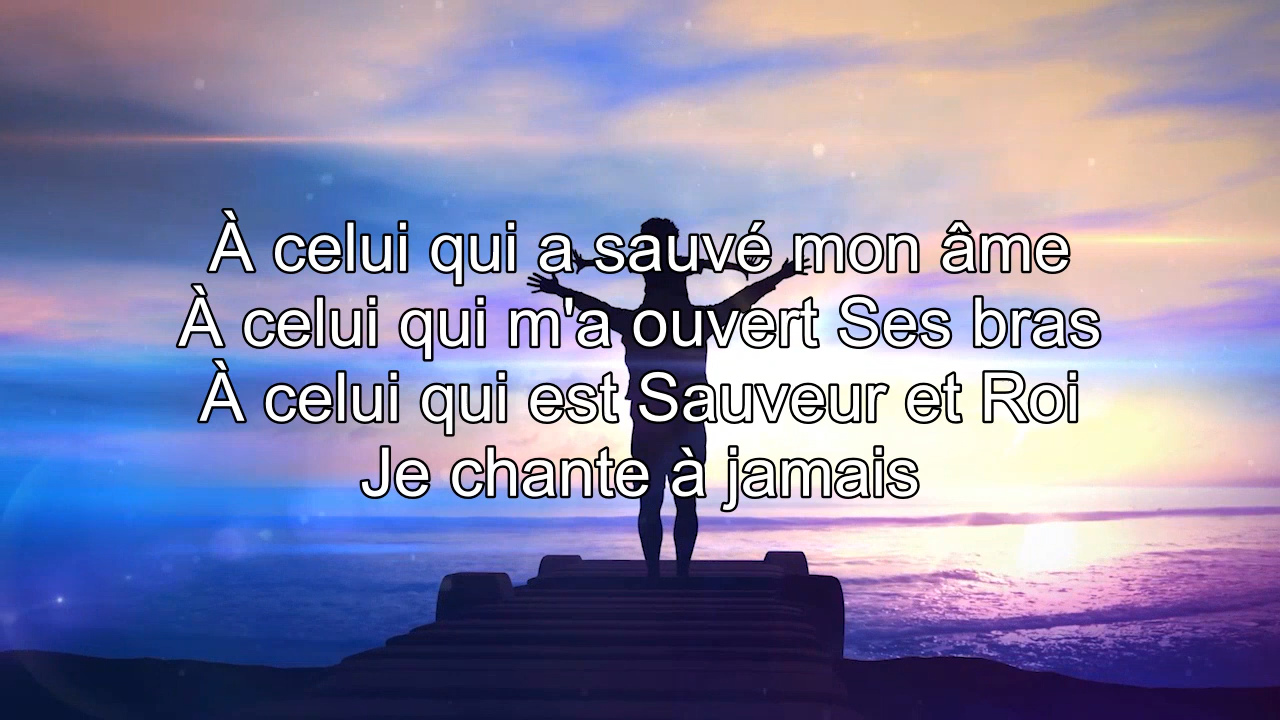 À celui qui a sauvé mon âme
À celui qui m'a ouvert Ses bras
À celui qui est Sauveur et Roi
Je chante à jamais